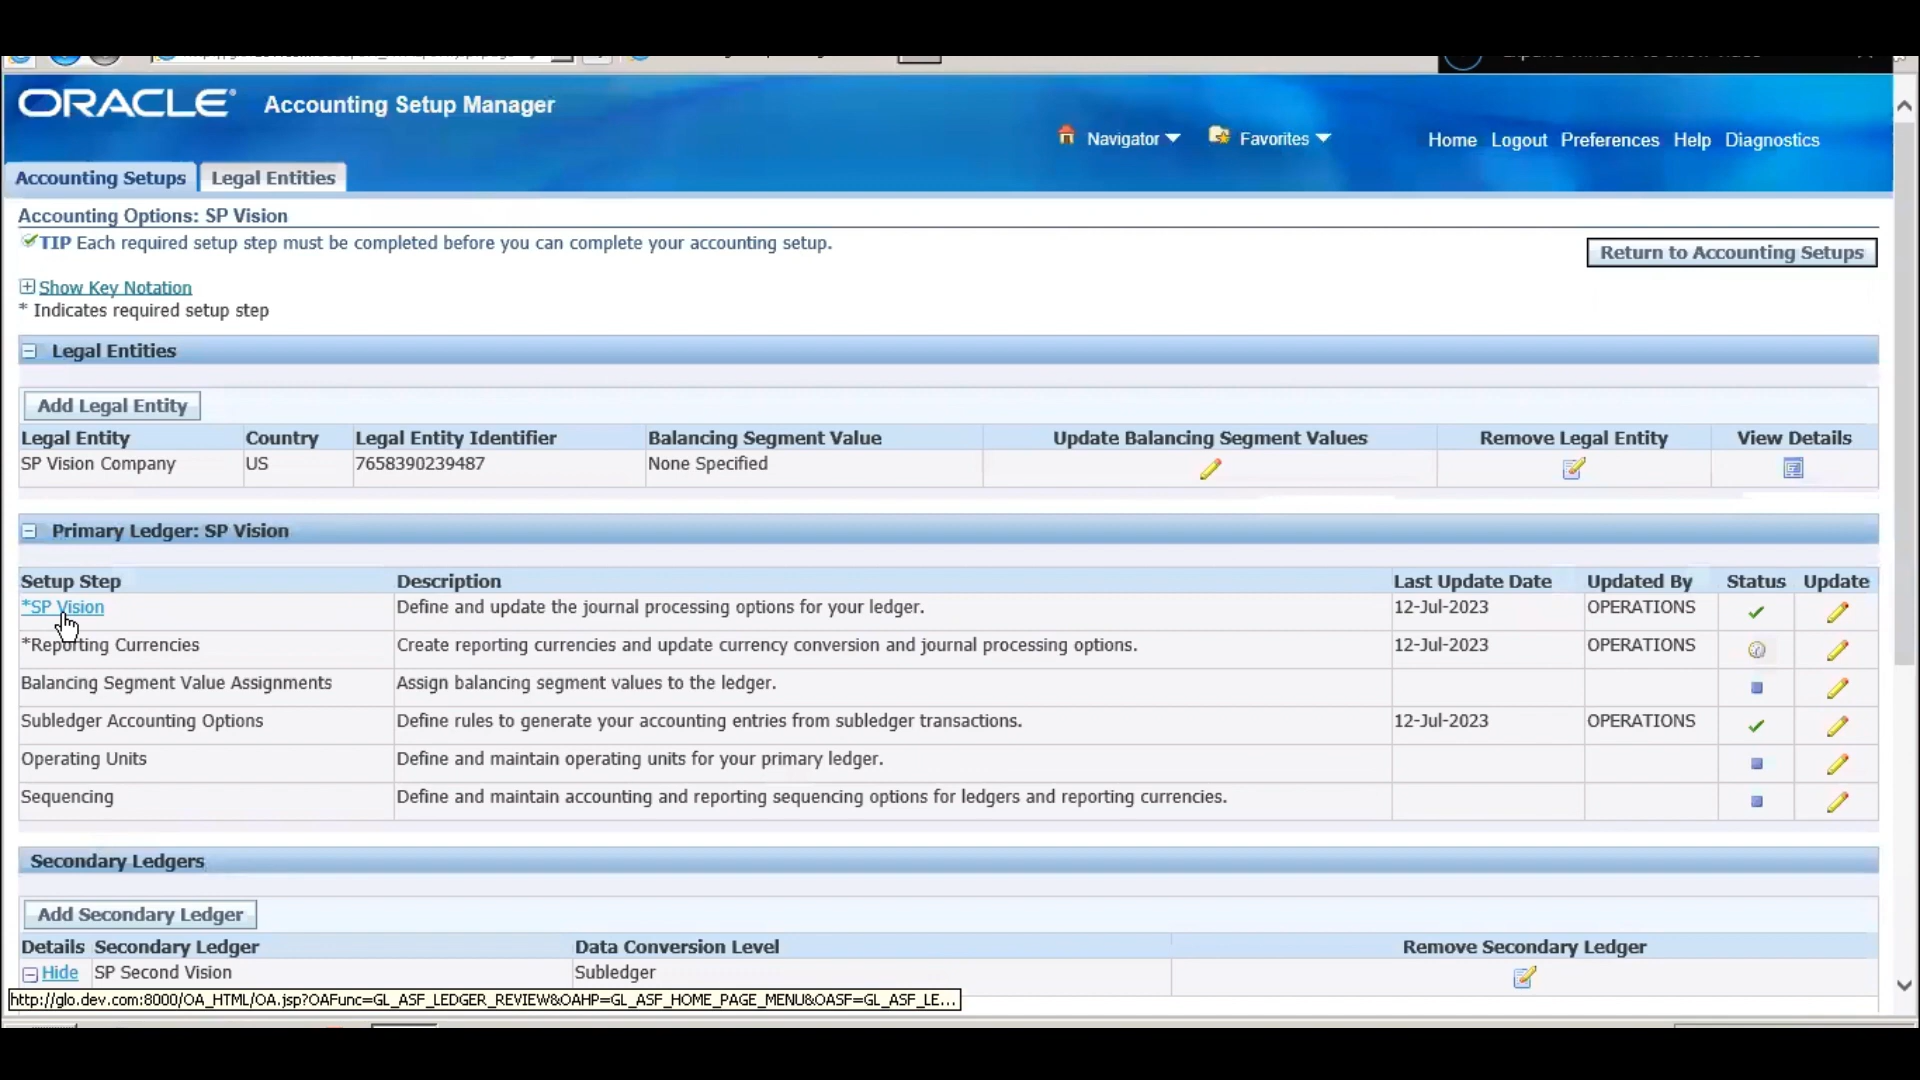 ORACLE Accounting Setup Manager
Navigator Favorites Home Logout Preferences Help Diagnostics
Accounting Setups Legal Entities
Accounting Options: SP Vision
TIP Each required setup step must be completed before you can complete your accounting setup.
Return to Accounting Setups
Show Key Notation
* Indicates required setup step
Legal Entities
Add Legal Entity
Legal Entity Country Legal Entity Identifier Balancing Segment Value Update Balancing Segment Values Remove Legal Entity View Details
SP Vision Company US 7658390239487 None Specified
Primary Ledger: SP Vision
Setup Step Description Last Update Date Updated By Status Update
*SP Vision Define and update the journal processing options for your ledger. 12-Jul-2023 OPERATIONS
*Reporting Currencies Create reporting currencies and update currency conversion and journal processing options. 12-Jul-2023 OPERATIONS
Balancing Segment Value Assignments Assign balancing segment values to the ledger.
Subledger Accounting Options Define rules to generate your accounting entries from subledger transactions. 12-Jul-2023 OPERATIONS
Operating Units Define and maintain operating units for your primary ledger.
Sequencing Define and maintain accounting and reporting sequencing options for ledgers and reporting currencies.
Secondary Ledgers
Add Secondary Ledger
Details Secondary Ledger Data Conversion Level Remove Secondary Ledger
Hide SP Second Vision Subledger
http://glo.dev.com:8000/OA_HTML/OA.jsp?OAFunc=GL_ASF_LEDGER_REVIEW&OAHP=GL_ASF_HOME_PAGE_MENU&OASF=GL_ASF_LE...